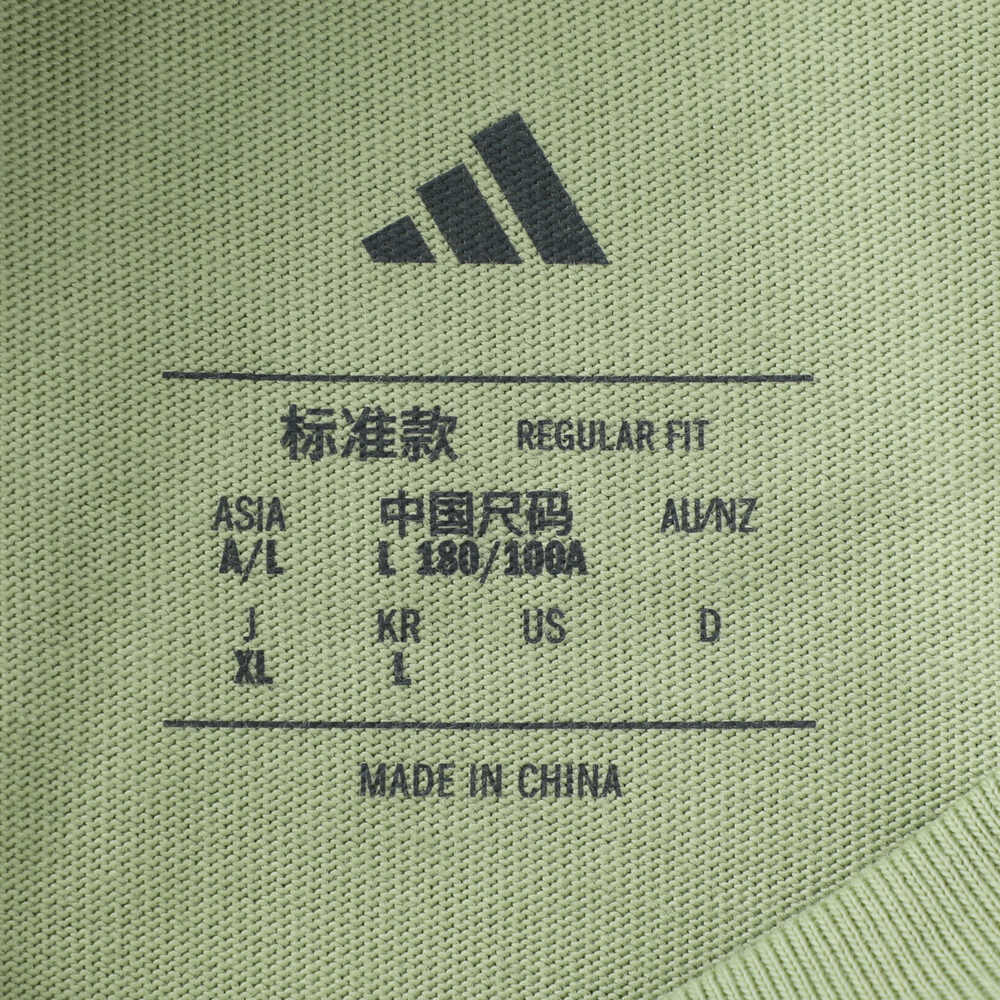 标准款 REGULAR FIT
ASIA 中国尺码 AU/NZ
A/L L 180/100A
J KR US D
XL L
MADE IN CHINA